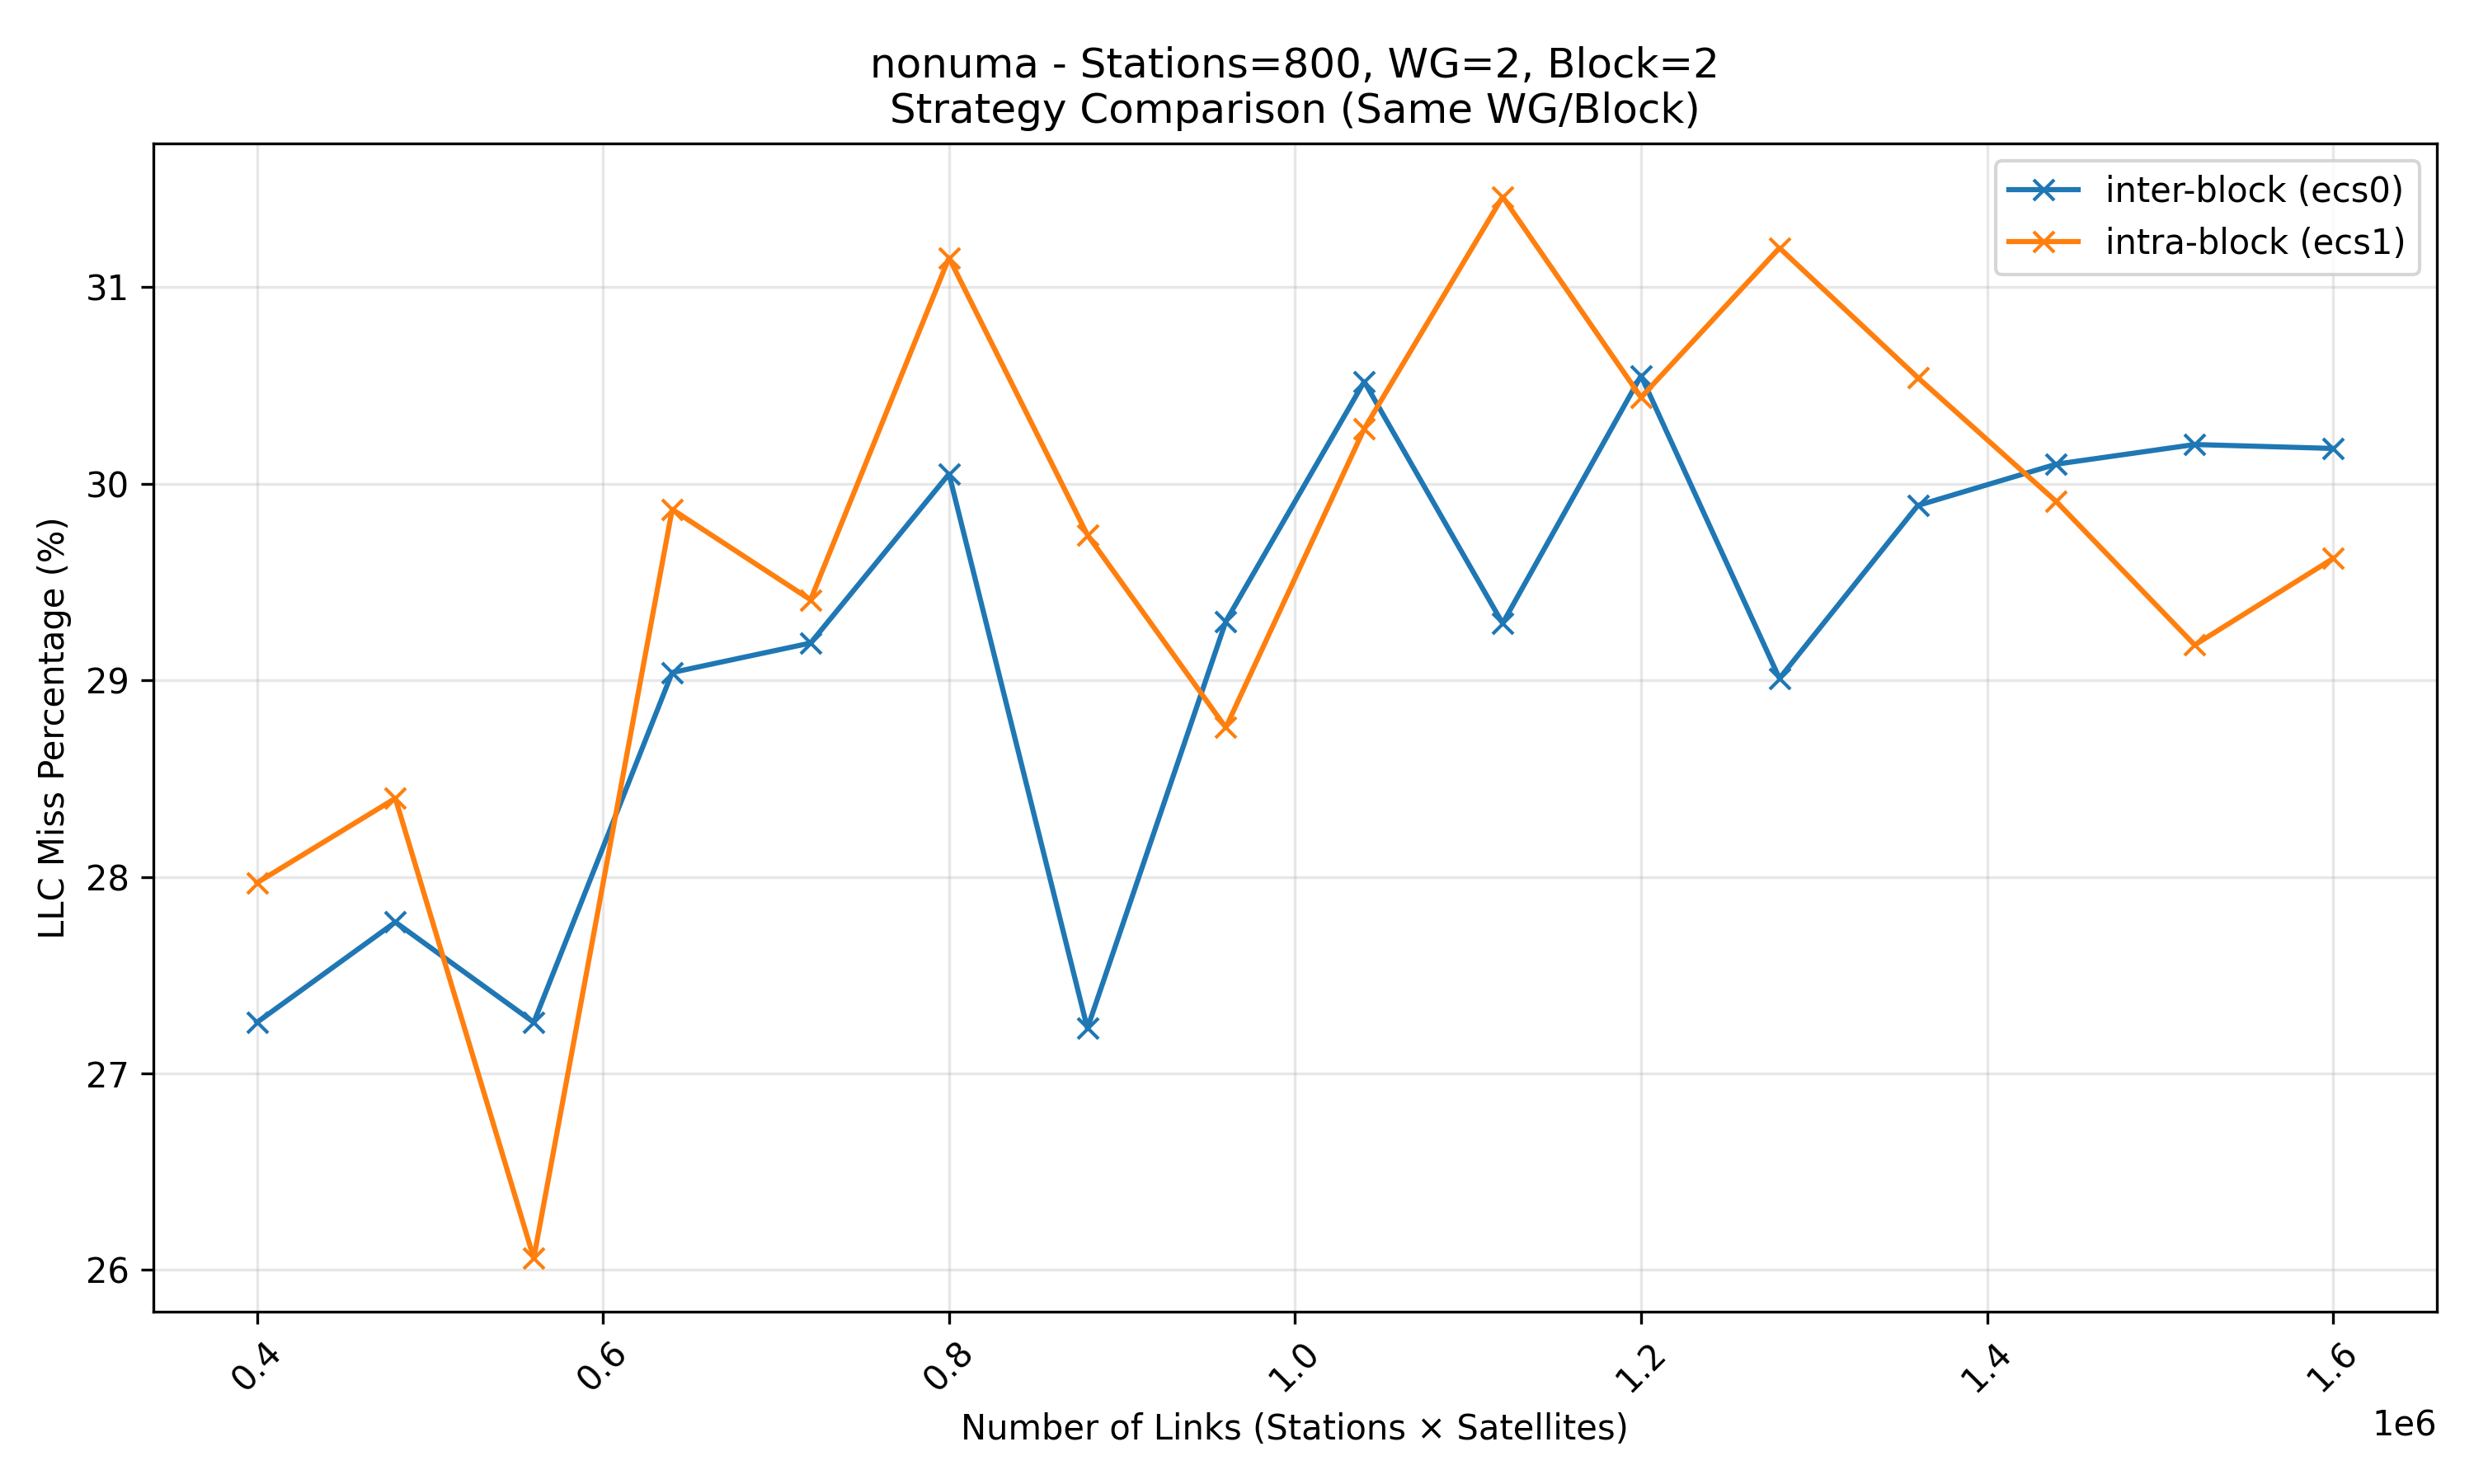 nonuma - Stations=800, WG=2, Block=2
Strategy Comparison (Same WG/Block)
inter-block (ecs0)
intra-block (ecs1)
LLC Miss Percentage (%)
31
30
29
28
27
26
0.4
0.6
0.8
1.0
1.2
1.4
1.6
1e6
Number of Links (Stations × Satellites)